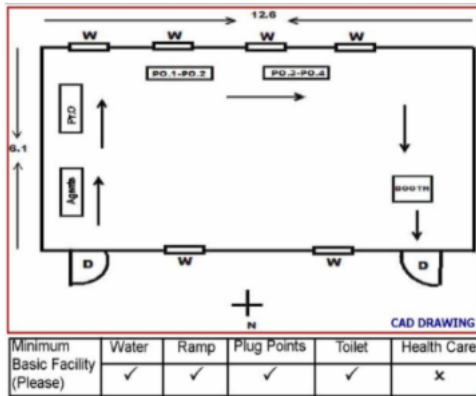 12.6
W W W W
PO.1-PO.2 PO.3-PO.4
Pr.O
6.1
Agents
BOOTH
D W W D
N
CAD DRAWING
Minimum Basic Facility (Please) Water Ramp Plug Points Toilet Health Care
✓ ✓ ✓ ✓ x